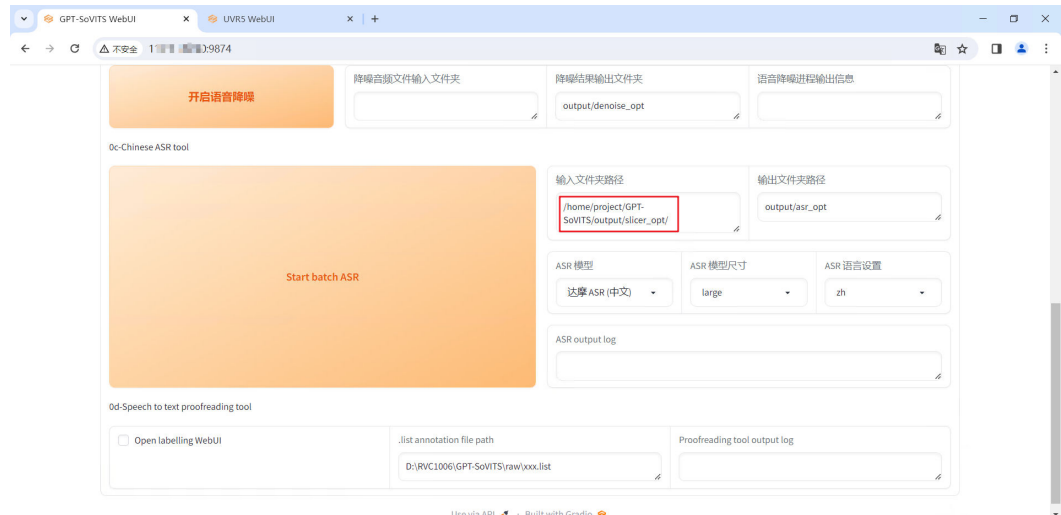 GPT-SoVITS WebUI
UVR5 WebUI
不安全
:9874
开启语音降噪
降噪音频文件输入文件夹
降噪结果输出文件夹
语音降噪进程输出信息
output/denoise_opt
0c-Chinese ASR tool
Start batch ASR
输入文件夹路径
输出文件夹路径
/home/project/GPT-
SoVITS/output/slicer_opt/
output/asr_opt
ASR 模型
ASR 模型尺寸
ASR 语言设置
达摩 ASR (中文)
large
zh
ASR output log
0d-Speech to text proofreading tool
Open labelling WebUI
.list annotation file path
Proofreading tool output log
D:\RVC1006\GPT-SoVITS\raw\xxx.list
Use via API
Built with Gradio